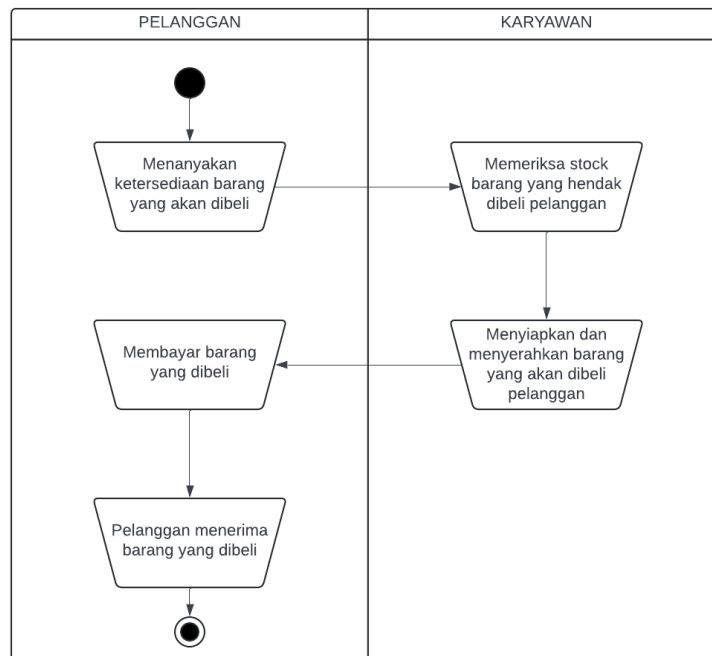 PELANGGAN
KARYAWAN
Menanyakan
ketersediaan barang
yang akan dibeli
Memeriksa stock
barang yang hendak
dibeli pelanggan
Menyiapkan dan
menyerahkan barang
yang akan dibeli
pelanggan
Membayar barang
yang dibeli
Pelanggan menerima
barang yang dibeli